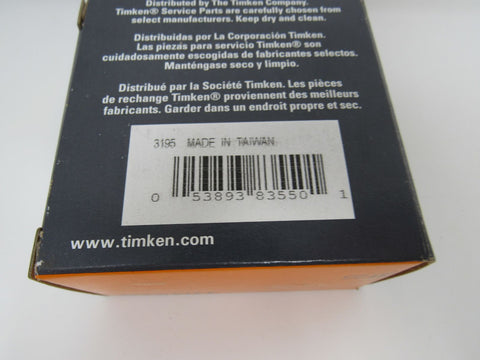 Distributed by The Timken Company.
Timken® Service Parts are carefully chosen from
select manufacturers. Keep dry and clean.
Distribuidas por La Corporación Timken.
Las piezas para servicio Timken® son
cuidadosamente escogidas de fabricantes selectos.
Manténgase seco y limpio.
Distribué par la Société Timken. Les pièces
de rechange Timken® proviennent des meilleurs
fabricants. Garder dans un endroit propre et sec.
3195 MADE IN TAIWAN
0 53893 83550 1
www.timken.com